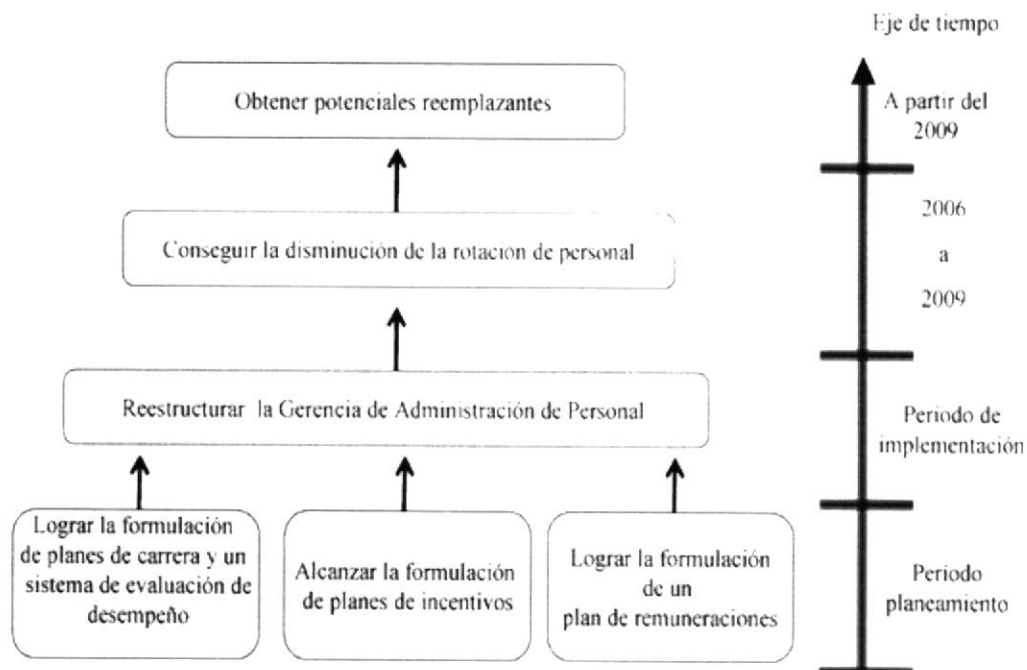 Eje de tiempo
Obtener potenciales reemplazantes
A partir del
2009
Conseguir la disminución de la rotación de personal
2006
a
2009
Reestructurar la Gerencia de Administración de Personal
Periodo de
implementación
Lograr la formulación
de planes de carrera y un
sistema de evaluación de
desempeño
Alcanzar la formulación
de planes de incentivos
Lograr la formulación
de un
plan de remuneraciones
Periodo
planeamiento